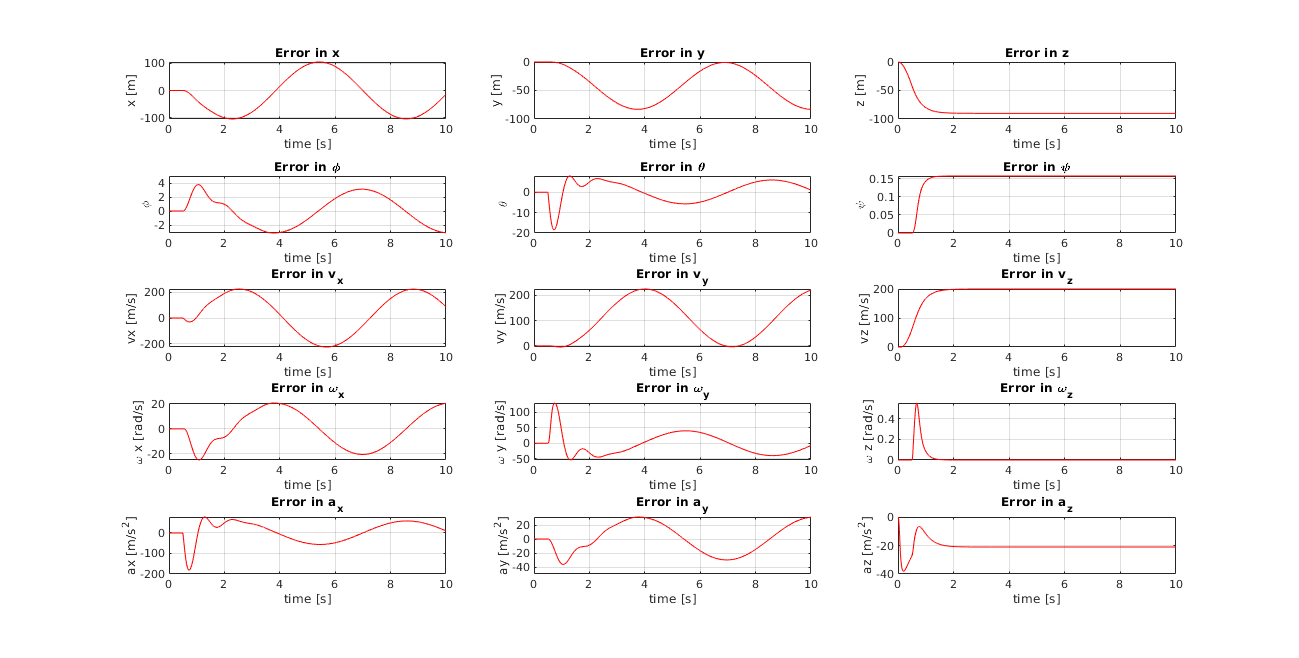 Error in x
x [m]
100
0
-100
0 2 4 6 8 10
time [s]
Error in y
y [m]
0
-50
-100
0 2 4 6 8 10
time [s]
Error in z
z [m]
0
-50
-100
0 2 4 6 8 10
time [s]
Error in ϕ
ϕ
4
2
0
-2
0 2 4 6 8 10
time [s]
Error in θ
θ
0
-10
-20
0 2 4 6 8 10
time [s]
Error in ψ
ψ
0.15
0.1
0.05
0
0 2 4 6 8 10
time [s]
Error in vx
vx [m/s]
200
0
-200
0 2 4 6 8 10
time [s]
Error in vy
vy [m/s]
200
100
0
0 2 4 6 8 10
time [s]
Error in vz
vz [m/s]
200
100
0
0 2 4 6 8 10
time [s]
Error in ωx
ω x [rad/s]
20
0
-20
0 2 4 6 8 10
time [s]
Error in ωy
ω y [rad/s]
100
50
0
-50
0 2 4 6 8 10
time [s]
Error in ωz
ω z [rad/s]
0.4
0.2
0
0 2 4 6 8 10
time [s]
Error in ax
ax [m/s²]
0
-100
-200
0 2 4 6 8 10
time [s]
Error in ay
ay [m/s²]
20
0
-20
-40
0 2 4 6 8 10
time [s]
Error in az
az [m/s²]
0
-20
-40
0 2 4 6 8 10
time [s]